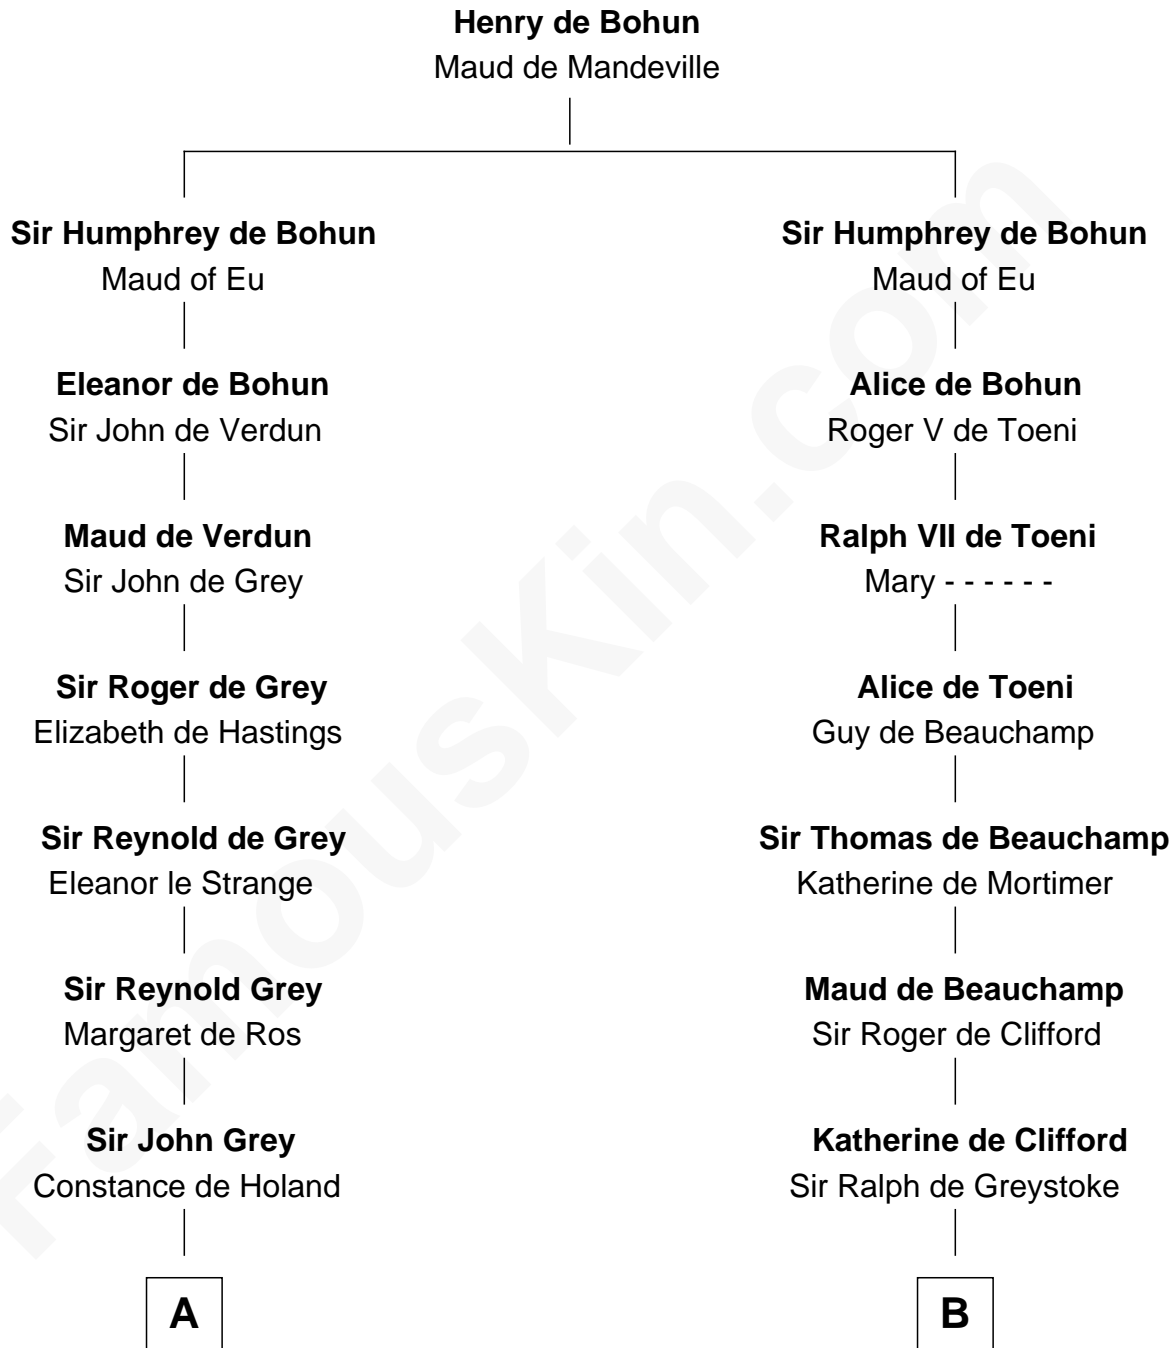 Henry de Bohun
Maud de Mandeville
Sir Humphrey de Bohun
Maud of Eu
Sir Humphrey de Bohun
Maud of Eu
Eleanor de Bohun
Sir John de Verdun
Alice de Bohun
Roger V de Toeni
Maud de Verdun
Sir John de Grey
Ralph VII de Toeni
Mary - - - - - -
Sir Roger de Grey
Elizabeth de Hastings
Alice de Toeni
Guy de Beauchamp
Sir Reynold de Grey
Eleanor le Strange
Sir Thomas de Beauchamp
Katherine de Mortimer
Sir Reynold Grey
Margaret de Ros
Maud de Beauchamp
Sir Roger de Clifford
Sir John Grey
Constance de Holand
Katherine de Clifford
Sir Ralph de Greystoke
A
B
FamousKin.com